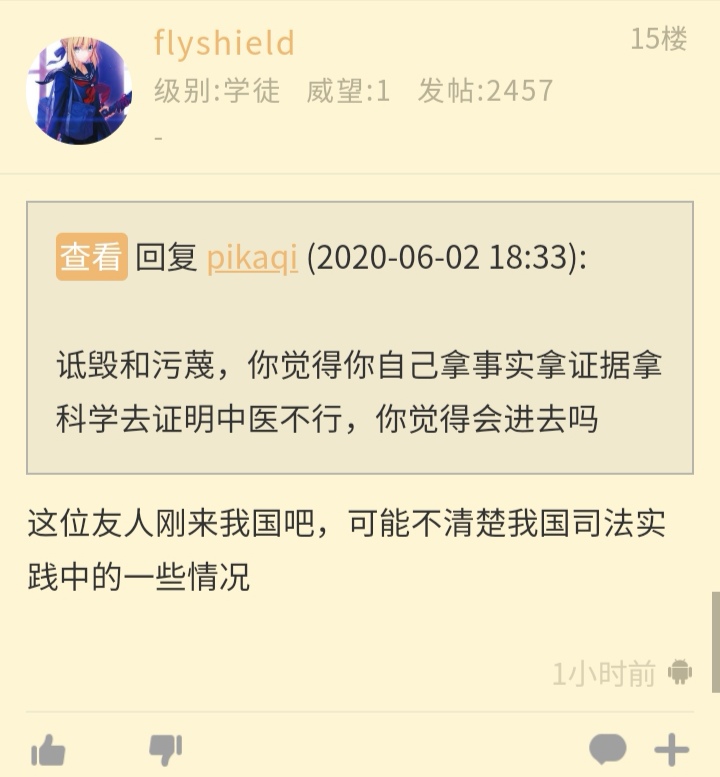 flyshield
15楼
级别:学徒 威望:1 发帖:2457
-
查看 回复 pikaqi (2020-06-02 18:33):
诋毁和污蔑，你觉得你自己拿事实拿证据拿
科学去证明中医不行，你觉得会进去吗
这位友人刚来我国吧，可能不清楚我国司法实
践中的一些情况
1小时前